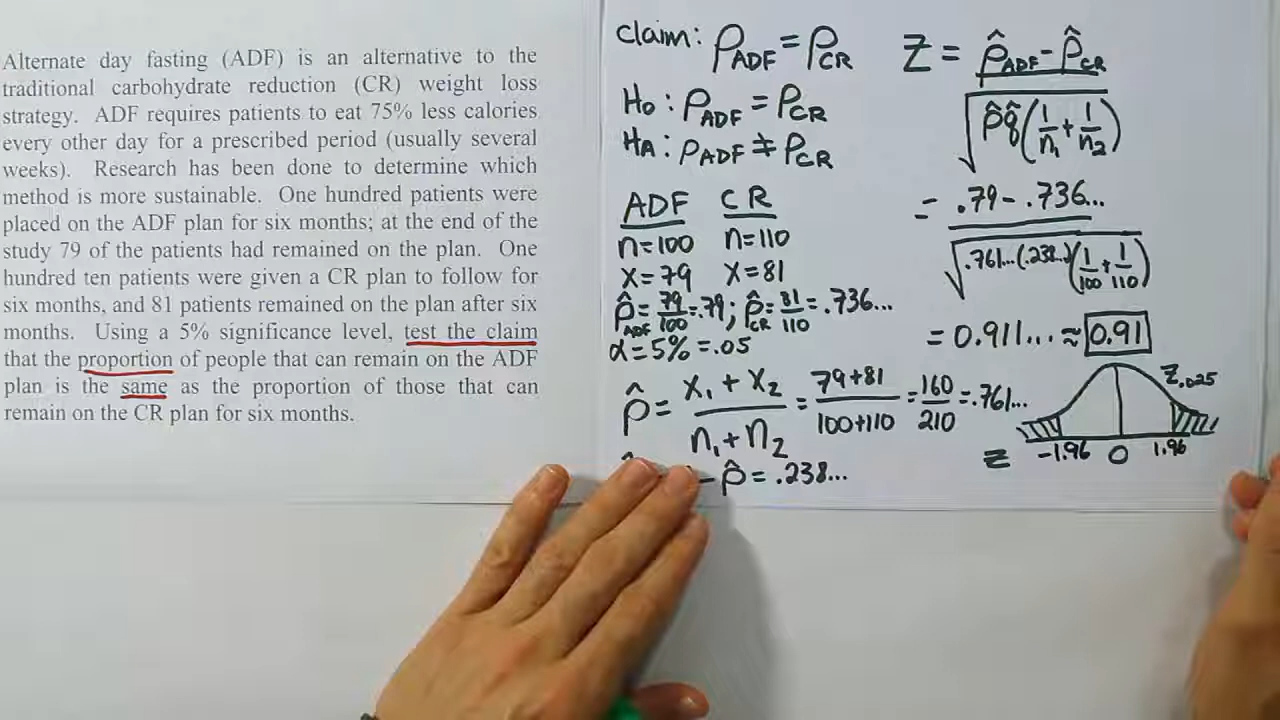 Alternate day fasting (ADF) is an alternative to the
traditional carbohydrate reduction (CR) weight loss
strategy. ADF requires patients to eat 75% less calories
every other day for a prescribed period (usually several
weeks). Research has been done to determine which
method is more sustainable. One hundred patients were
placed on the ADF plan for six months; at the end of the
study 79 of the patients had remained on the plan. One
hundred ten patients were given a CR plan to follow for
six months, and 81 patients remained on the plan after six
months. Using a 5% significance level, test the claim
that the proportion of people that can remain on the ADF
plan is the same as the proportion of those that can
remain on the CR plan for six months.
Claim: ρADF = ρCR
Ho: ρADF = ρCR
HA: ρADF ≠ ρCR
ADF CR
n=100 n=110
x=79 x=81
p̂ADF = 79/100 = .79; p̂CR = 81/110 = .736...
α=5%=.05
p̂ = x1 + x2 / n1 + n2 = 79+81 / 100+110 = 160/210 = .761...
- p̂ = .238...
Z = p̂ADF - p̂CR / √p̂q̂(1/n1 + 1/n2)
= .79 - .736... / √.761...(.238...)(1/100 + 1/110)
= 0.911... ≈ 0.91
Z.025
Z -1.96 0 1.96